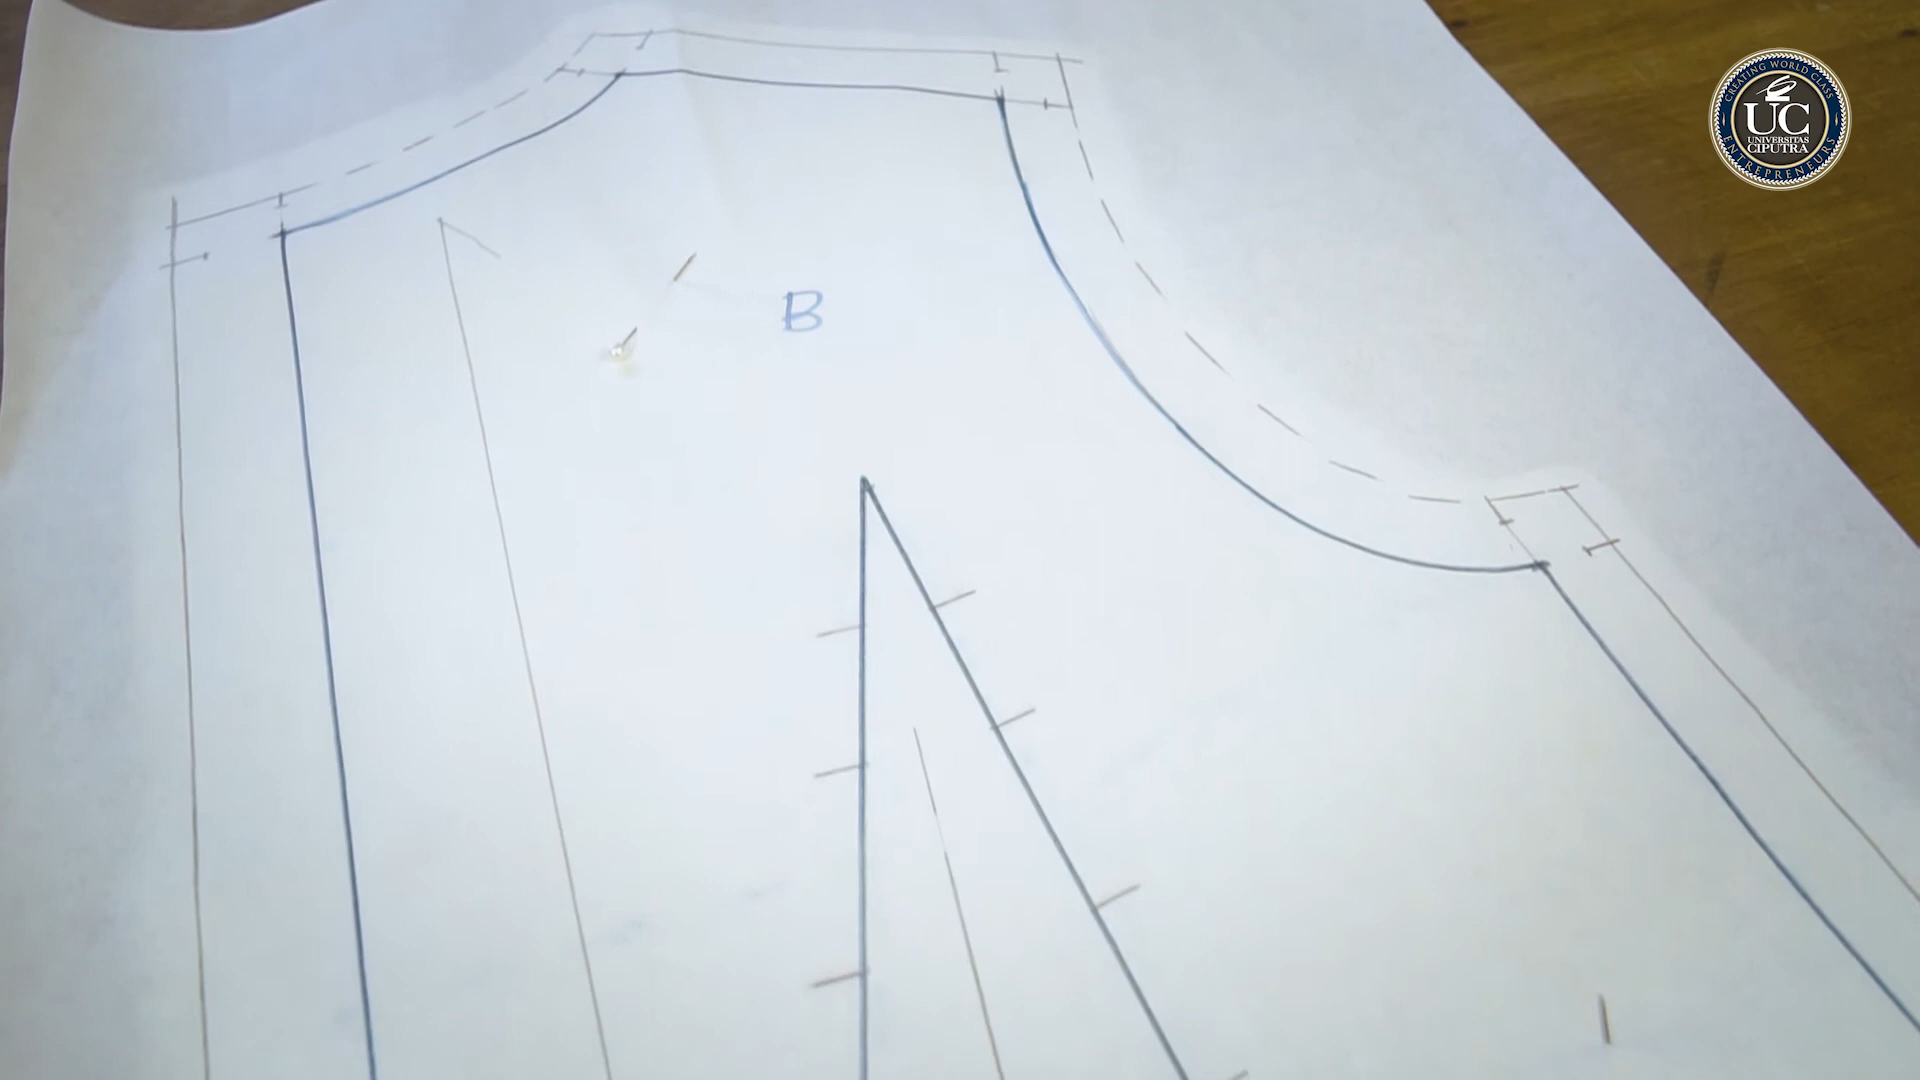 B
CREATING WORLD CLASS
UC
UNIVERSITAS
CIPUTRA
ENTREPRENEURS